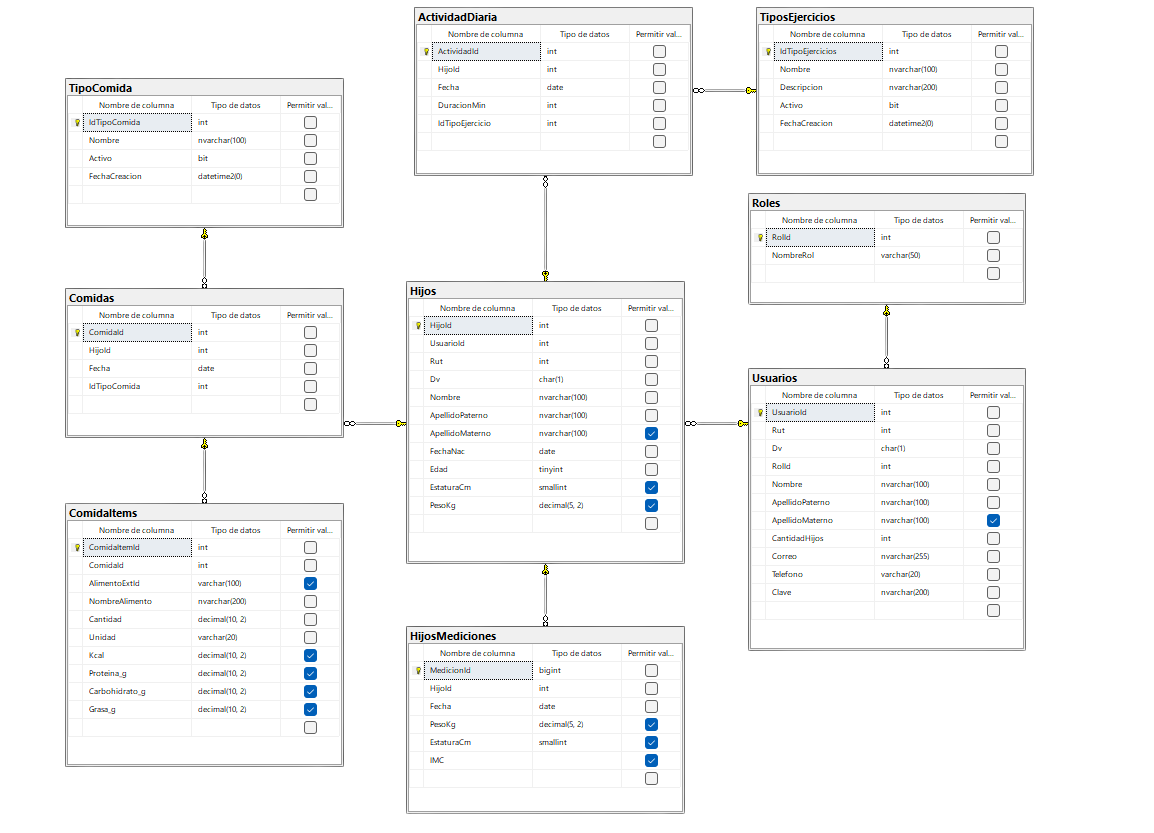 ActividadDiaria
Nombre de columna Tipo de datos Permitir val...
ActividadId int
HijoId int
Fecha date
DuracionMin int
IdTipoEjercicio int
TiposEjercicios
Nombre de columna Tipo de datos Permitir val...
IdTipoEjercicios int
Nombre nvarchar(100)
Descripcion nvarchar(200)
Activo bit
FechaCreacion datetime2(0)
TipoComida
Nombre de columna Tipo de datos Permitir val...
IdTipoComida int
Nombre nvarchar(100)
Activo bit
FechaCreacion datetime2(0)
Roles
Nombre de columna Tipo de datos Permitir val...
RolId int
NombreRol varchar(50)
Comidas
Nombre de columna Tipo de datos Permitir val...
ComidaId int
HijoId int
Fecha date
IdTipoComida int
Hijos
Nombre de columna Tipo de datos Permitir val...
HijoId int
UsuarioId int
Rut int
Dv char(1)
Nombre nvarchar(100)
ApellidoPaterno nvarchar(100)
ApellidoMaterno nvarchar(100)
FechaNac date
Edad tinyint
EstaturaCm smallint
PesoKg decimal(5, 2)
Usuarios
Nombre de columna Tipo de datos Permitir val...
UsuarioId int
Rut int
Dv char(1)
RolId int
Nombre nvarchar(100)
ApellidoPaterno nvarchar(100)
ApellidoMaterno nvarchar(100)
CantidadHijos int
Correo nvarchar(255)
Telefono varchar(20)
Clave nvarchar(200)
ComidaItems
Nombre de columna Tipo de datos Permitir val...
ComidaItemId int
ComidaId int
AlimentoExtId varchar(100)
NombreAlimento nvarchar(200)
Cantidad decimal(10, 2)
Unidad varchar(20)
Kcal decimal(10, 2)
Proteina_g decimal(10, 2)
Carbohidrato_g decimal(10, 2)
Grasa_g decimal(10, 2)
HijosMediciones
Nombre de columna Tipo de datos Permitir val...
MedicionId bigint
HijoId int
Fecha date
PesoKg decimal(5, 2)
EstaturaCm smallint
IMC